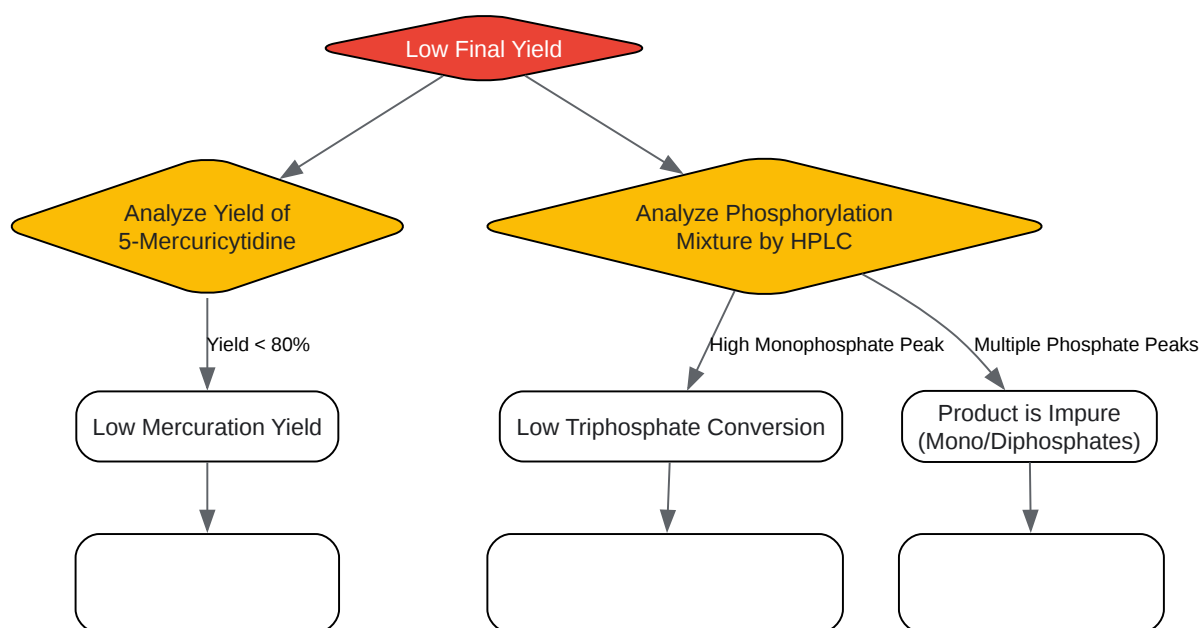 Low Final Yield
Analyze Yield of
5-Mercuricytidine
Analyze Phosphorylation
Mixture by HPLC
Yield < 80%
High Monophosphate Peak
Multiple Phosphate Peaks
Low Mercuration Yield
Low Triphosphate Conversion
Product is Impure
(Mono/Diphosphates)